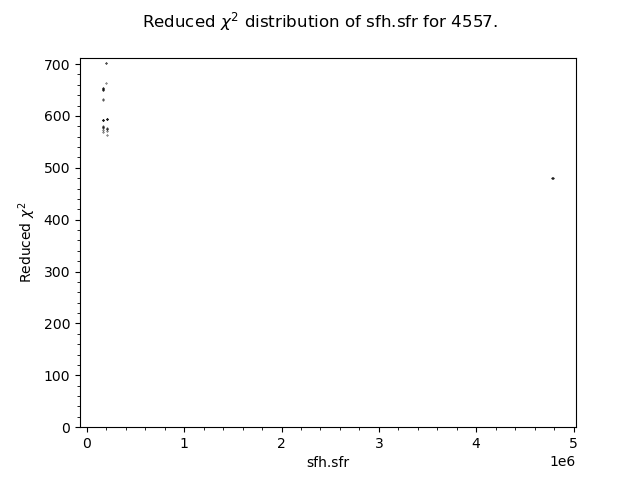 Reduced χ² distribution of sfh.sfr for 4557.
700
600
500
400
300
200
100
0
Reduced χ²
0 1 2 3 4 5
1e6
sfh.sfr